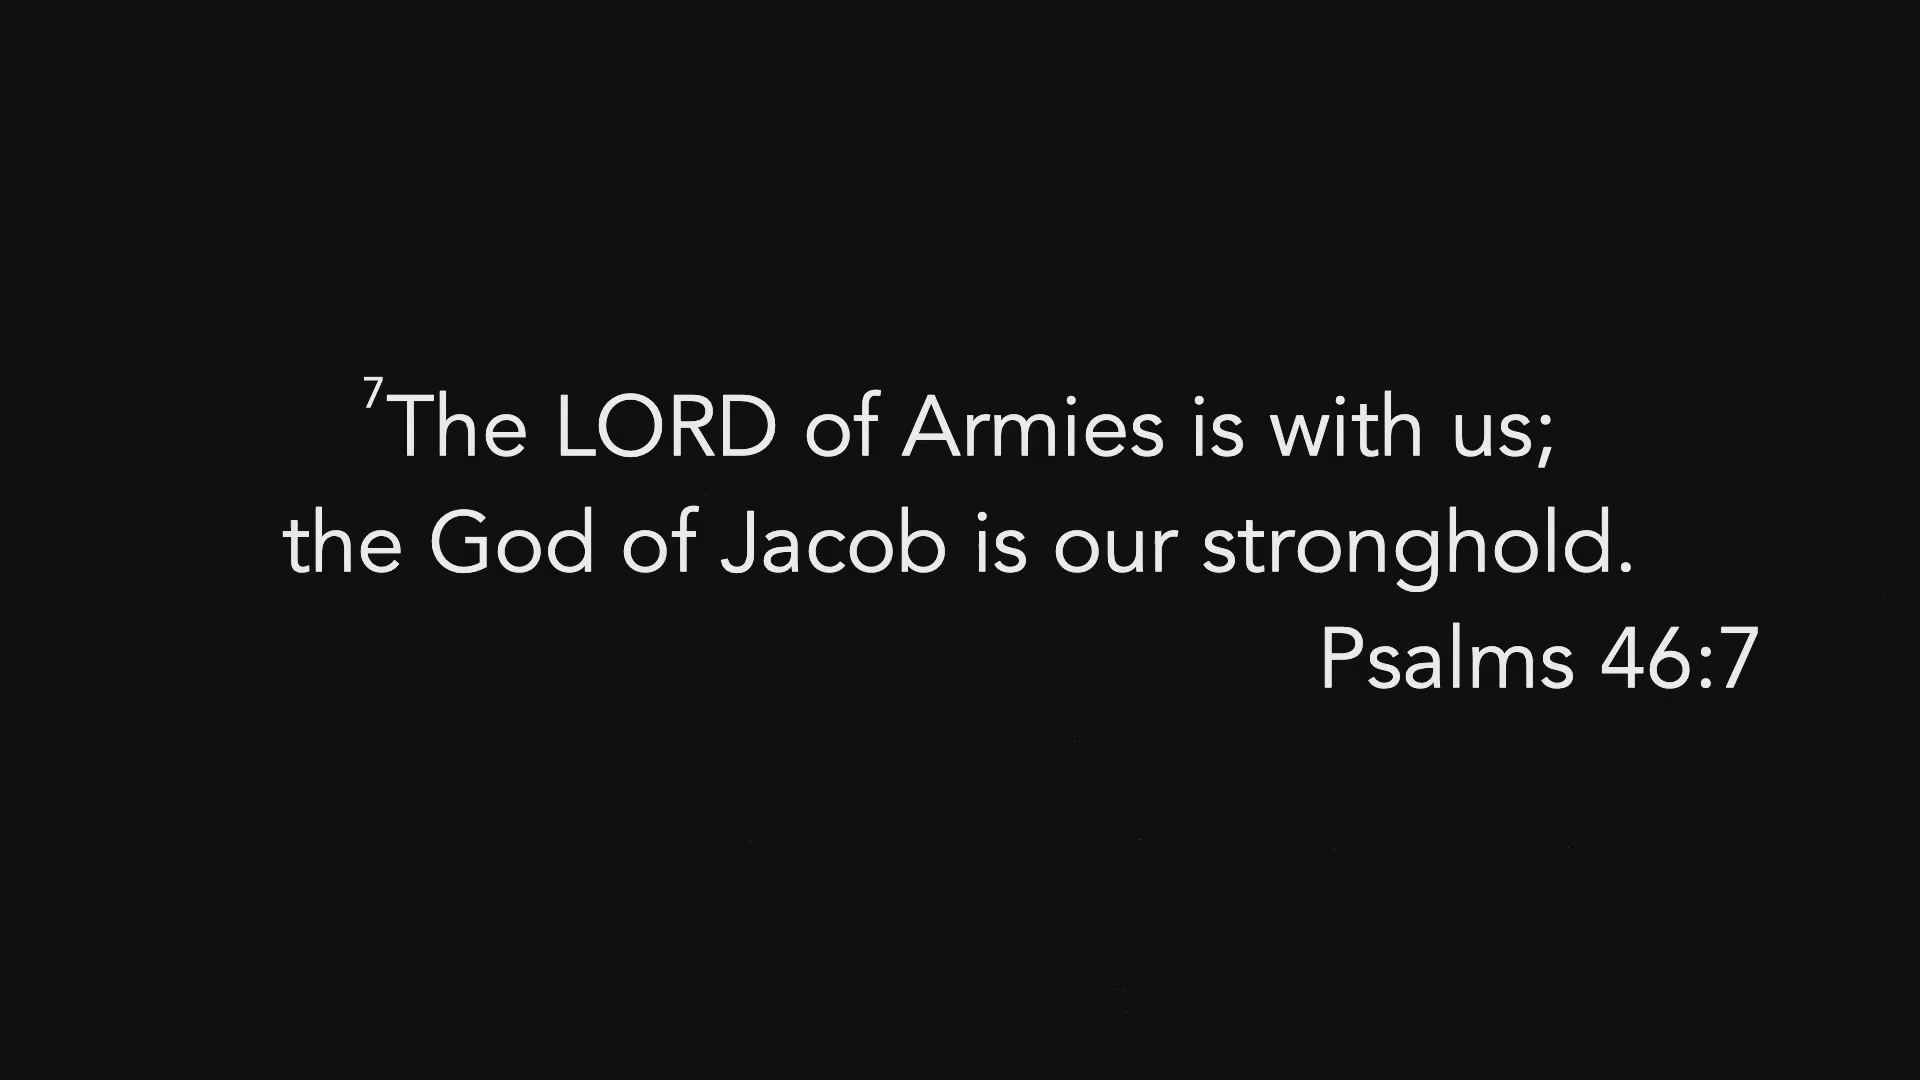 ⁷The LORD of Armies is with us;
the God of Jacob is our stronghold.
Psalms 46:7